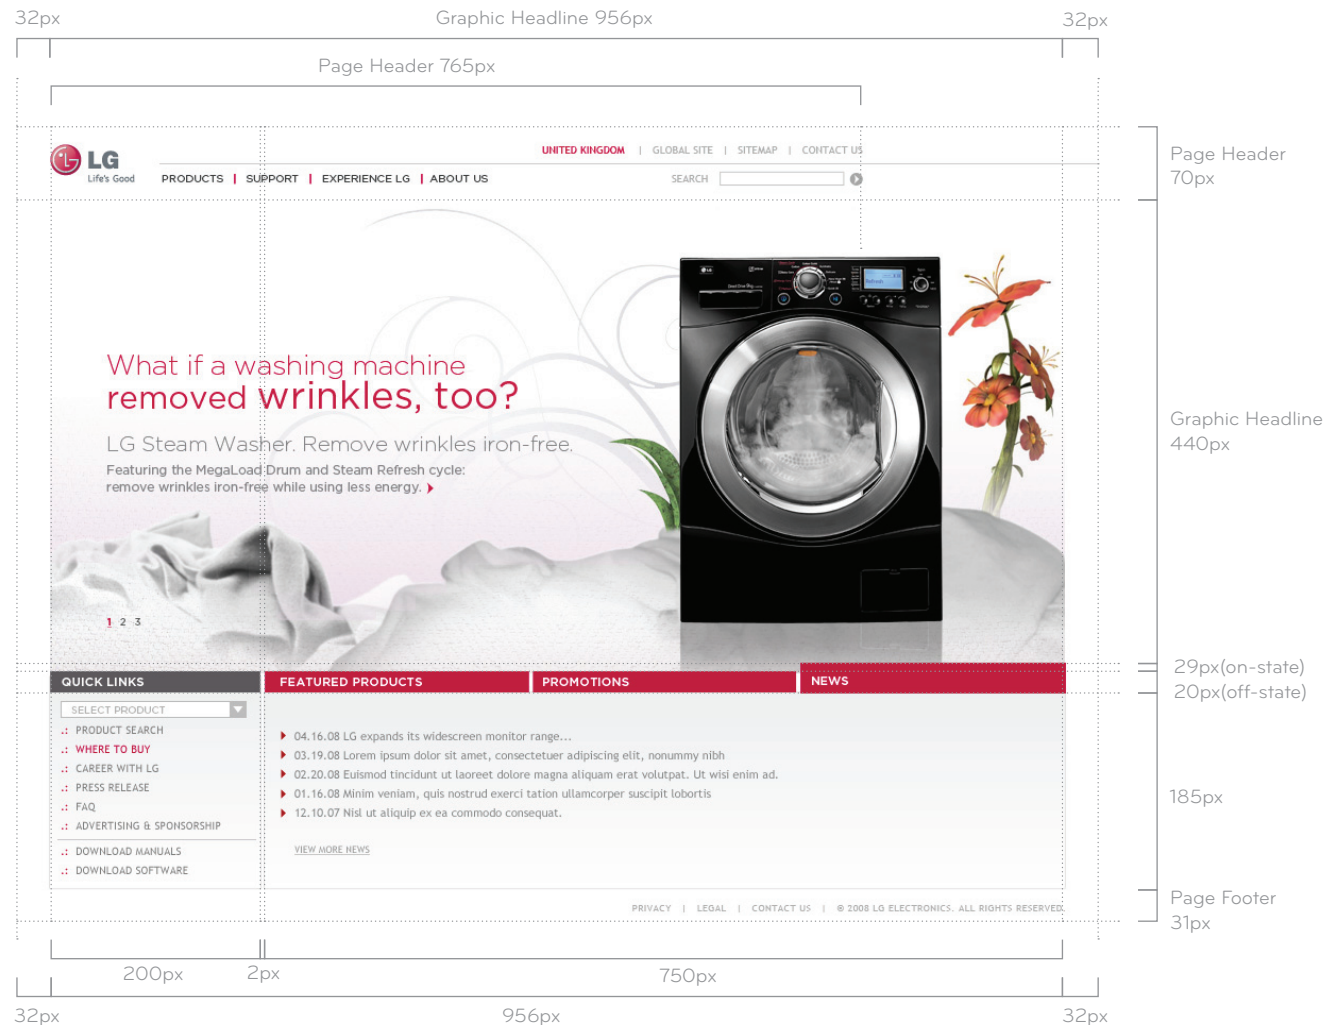 32px
Graphic Headline 956px
32px
Page Header 765px
LG
Life's Good
UNITED KINGDOM | GLOBAL SITE | SITEMAP | CONTACT US
PRODUCTS | SUPPORT | EXPERIENCE LG | ABOUT US
SEARCH
Page Header
70px
What if a washing machine
removed wrinkles, too?
LG Steam Washer. Remove wrinkles iron-free.
Featuring the MegaLoad Drum and Steam Refresh cycle:
remove wrinkles iron-free while using less energy.
Graphic Headline
440px
1 2 3
QUICK LINKS
FEATURED PRODUCTS
PROMOTIONS
NEWS
29px(on-state)
20px(off-state)
SELECT PRODUCT
.: PRODUCT SEARCH
.: WHERE TO BUY
.: CAREER WITH LG
.: PRESS RELEASE
.: FAQ
.: ADVERTISING & SPONSORSHIP
.: DOWNLOAD MANUALS
.: DOWNLOAD SOFTWARE
04.16.08 LG expands its widescreen monitor range...
03.19.08 Lorem ipsum dolor sit amet, consectetuer adipiscing elit, nonummy nibh
02.20.08 Euismod tincidunt ut laoreet dolore magna aliquam erat volutpat. Ut wisi enim ad.
01.16.08 Minim veniam, quis nostrud exerci tation ullamcorper suscipit lobortis
12.10.07 Nisl ut aliquip ex ea commodo consequat.
VIEW MORE NEWS
185px
PRIVACY | LEGAL | CONTACT US | © 2008 LG ELECTRONICS. ALL RIGHTS RESERVED.
Page Footer
31px
200px
2px
750px
32px
956px
32px